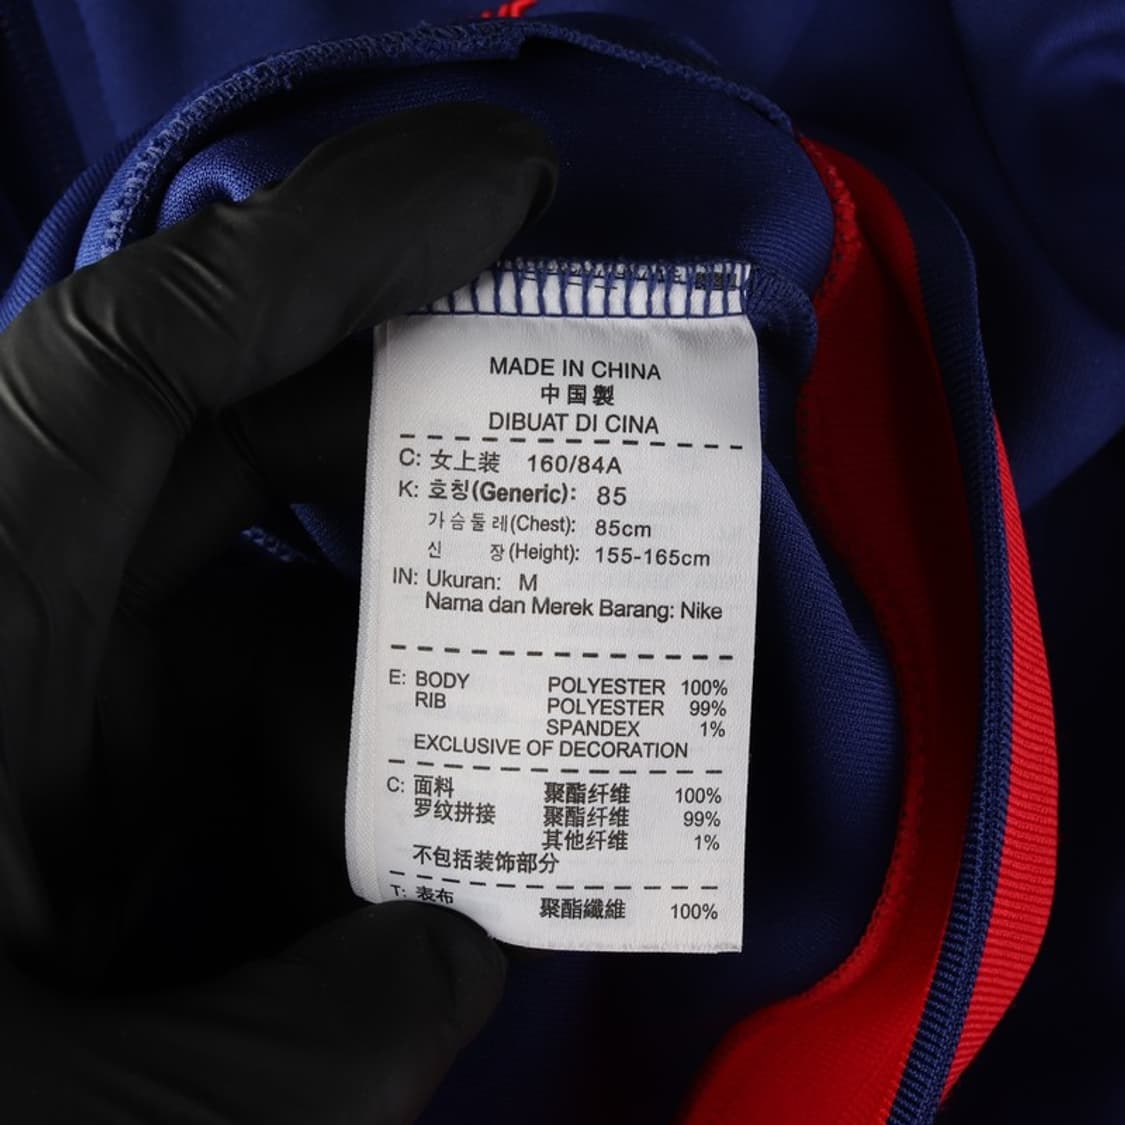 MADE IN CHINA
中国製
DIBUAT DI CINA
C: 女上装 160/84A
K: 호칭(Generic): 85
가슴둘레(Chest): 85cm
신 장(Height): 155-165cm
IN: Ukuran: M
Nama dan Merek Barang: Nike
E: BODY POLYESTER 100%
RIB POLYESTER 99%
SPANDEX 1%
EXCLUSIVE OF DECORATION
C: 面料 聚酯纤维 100%
罗纹拼接 聚酯纤维 99%
其他纤维 1%
不包括装饰部分
T: 表布 聚酯纖維 100%